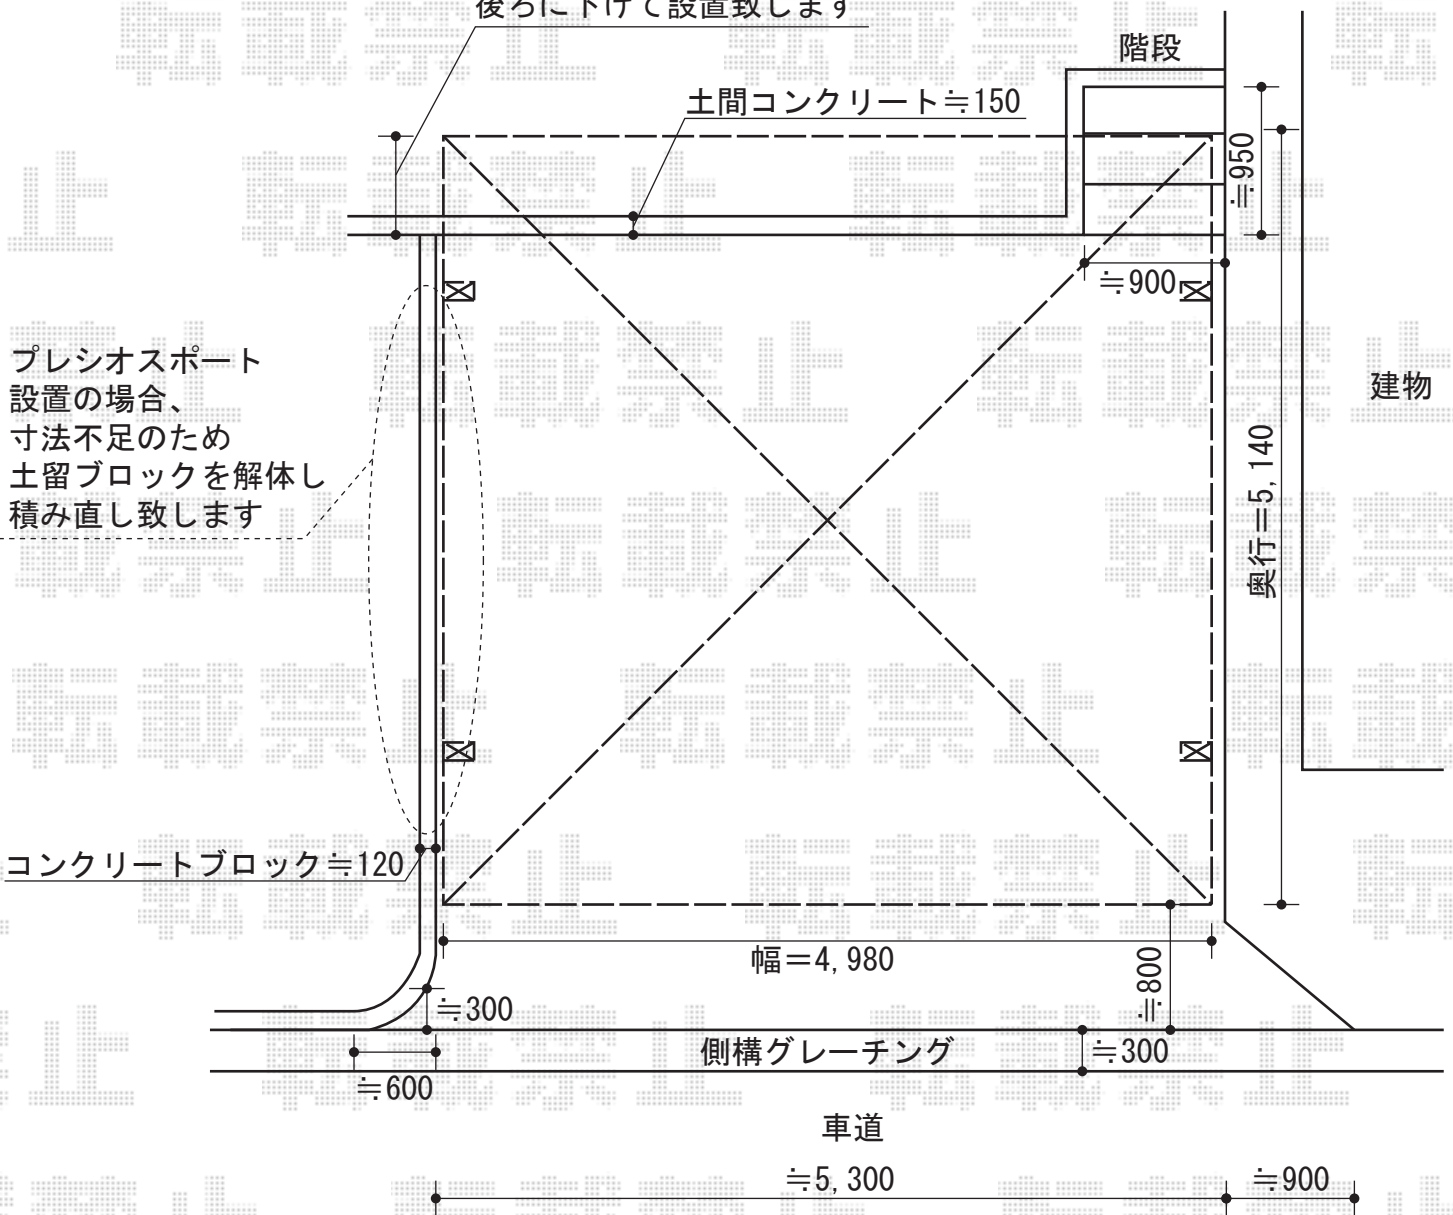 後ろに下げて設置致します
階段
土間コンクリート≒150
≒950
≒900
プレシオスポート
設置の場合、
寸法不足のため
土留ブロックを解体し
積み直し致します
建物
奥行＝5,140
コンクリートブロック≒120
幅＝4,980
≒800
≒300
側構グレーチング
≒300
≒600
車道
≒5,300
≒900
転載禁止